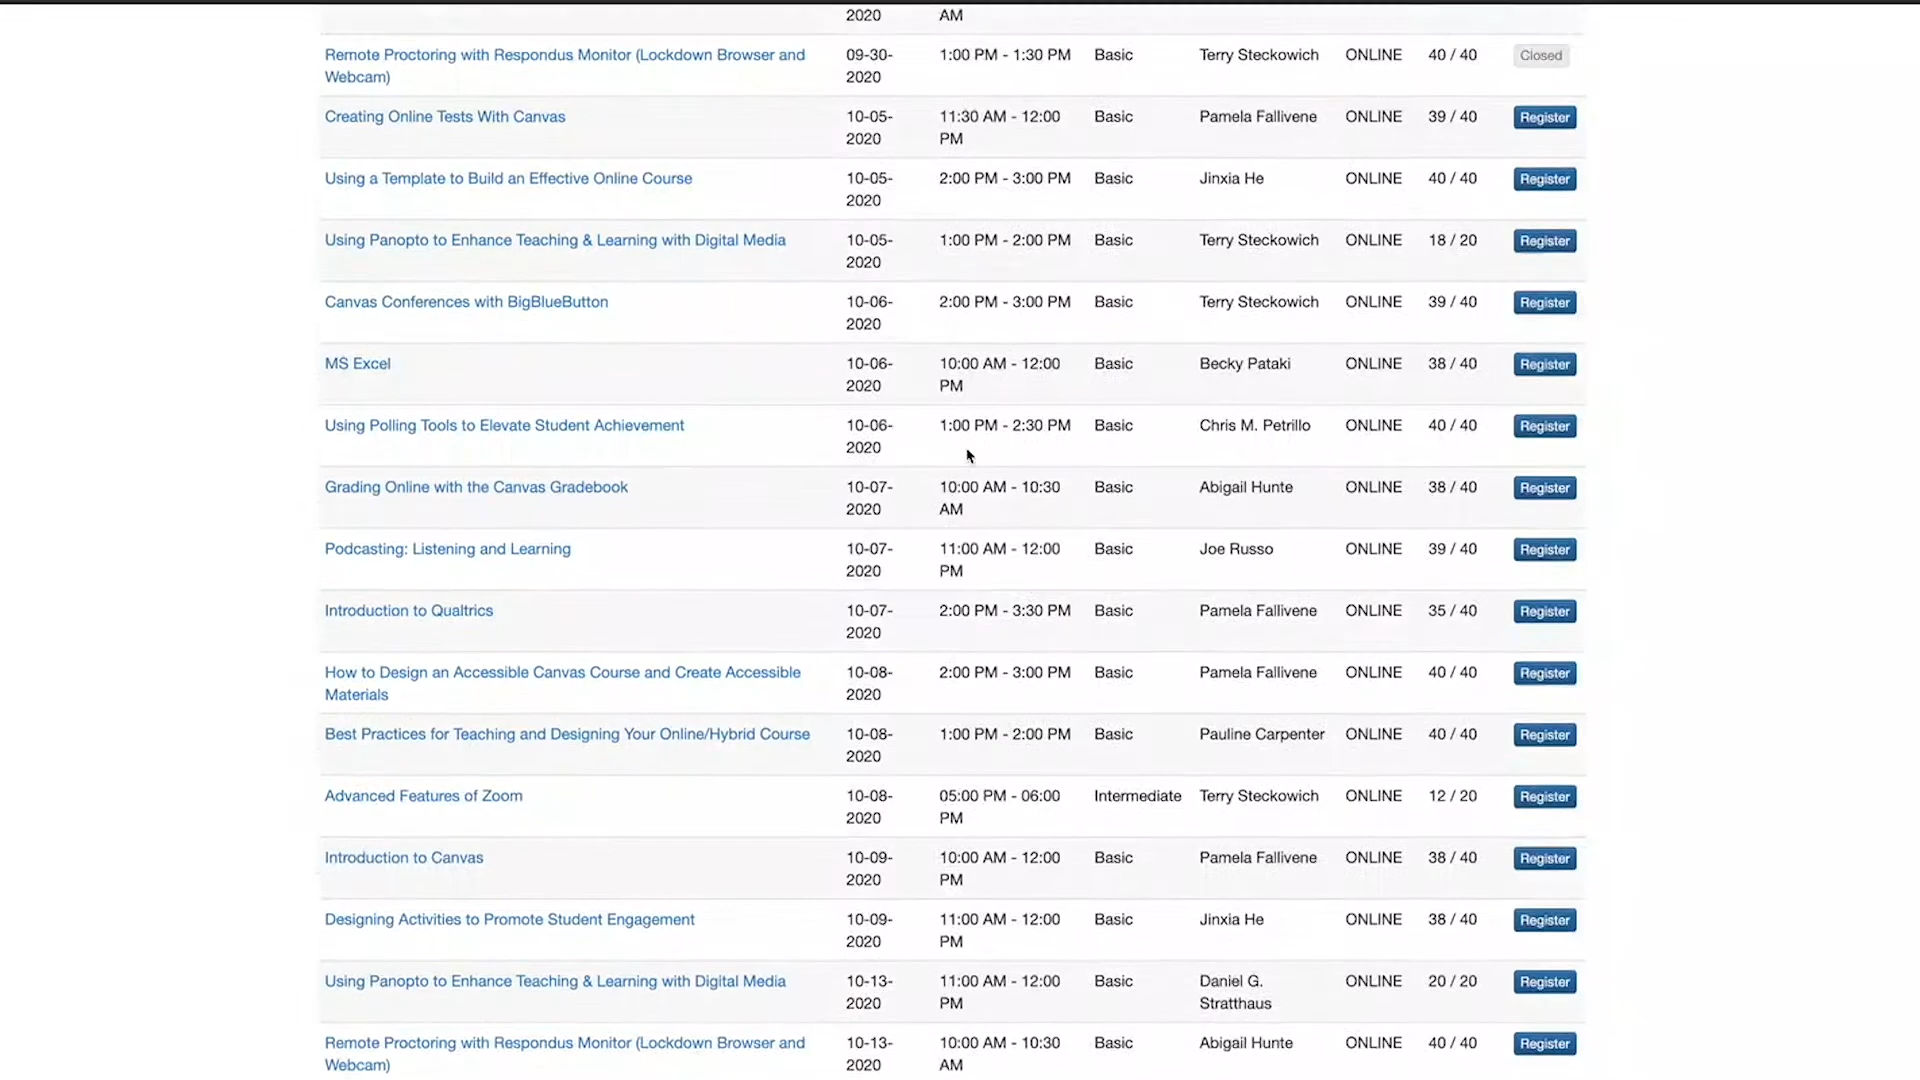 2020 AM
Remote Proctoring with Respondus Monitor (Lockdown Browser and 09-30- 1:00 PM - 1:30 PM Basic Terry Steckowich ONLINE 40 / 40 Closed
Webcam) 2020
Creating Online Tests With Canvas 10-05- 11:30 AM - 12:00 Basic Pamela Fallivene ONLINE 39 / 40 Register
2020 PM
Using a Template to Build an Effective Online Course 10-05- 2:00 PM - 3:00 PM Basic Jinxia He ONLINE 40 / 40 Register
2020
Using Panopto to Enhance Teaching & Learning with Digital Media 10-05- 1:00 PM - 2:00 PM Basic Terry Steckowich ONLINE 18 / 20 Register
2020
Canvas Conferences with BigBlueButton 10-06- 2:00 PM - 3:00 PM Basic Terry Steckowich ONLINE 39 / 40 Register
2020
MS Excel 10-06- 10:00 AM - 12:00 Basic Becky Pataki ONLINE 38 / 40 Register
2020 PM
Using Polling Tools to Elevate Student Achievement 10-06- 1:00 PM - 2:30 PM Basic Chris M. Petrillo ONLINE 40 / 40 Register
2020
Grading Online with the Canvas Gradebook 10-07- 10:00 AM - 10:30 Basic Abigail Hunte ONLINE 38 / 40 Register
2020 AM
Podcasting: Listening and Learning 10-07- 11:00 AM - 12:00 Basic Joe Russo ONLINE 39 / 40 Register
2020 PM
Introduction to Qualtrics 10-07- 2:00 PM - 3:30 PM Basic Pamela Fallivene ONLINE 35 / 40 Register
2020
How to Design an Accessible Canvas Course and Create Accessible 10-08- 2:00 PM - 3:00 PM Basic Pamela Fallivene ONLINE 40 / 40 Register
Materials 2020
Best Practices for Teaching and Designing Your Online/Hybrid Course 10-08- 1:00 PM - 2:00 PM Basic Pauline Carpenter ONLINE 40 / 40 Register
2020
Advanced Features of Zoom 10-08- 05:00 PM - 06:00 Intermediate Terry Steckowich ONLINE 12 / 20 Register
2020 PM
Introduction to Canvas 10-09- 10:00 AM - 12:00 Basic Pamela Fallivene ONLINE 38 / 40 Register
2020 PM
Designing Activities to Promote Student Engagement 10-09- 11:00 AM - 12:00 Basic Jinxia He ONLINE 38 / 40 Register
2020 PM
Using Panopto to Enhance Teaching & Learning with Digital Media 10-13- 11:00 AM - 12:00 Basic Daniel G. ONLINE 20 / 20 Register
2020 PM Stratthaus
Remote Proctoring with Respondus Monitor (Lockdown Browser and 10-13- 10:00 AM - 10:30 Basic Abigail Hunte ONLINE 40 / 40 Register
Webcam) 2020 AM